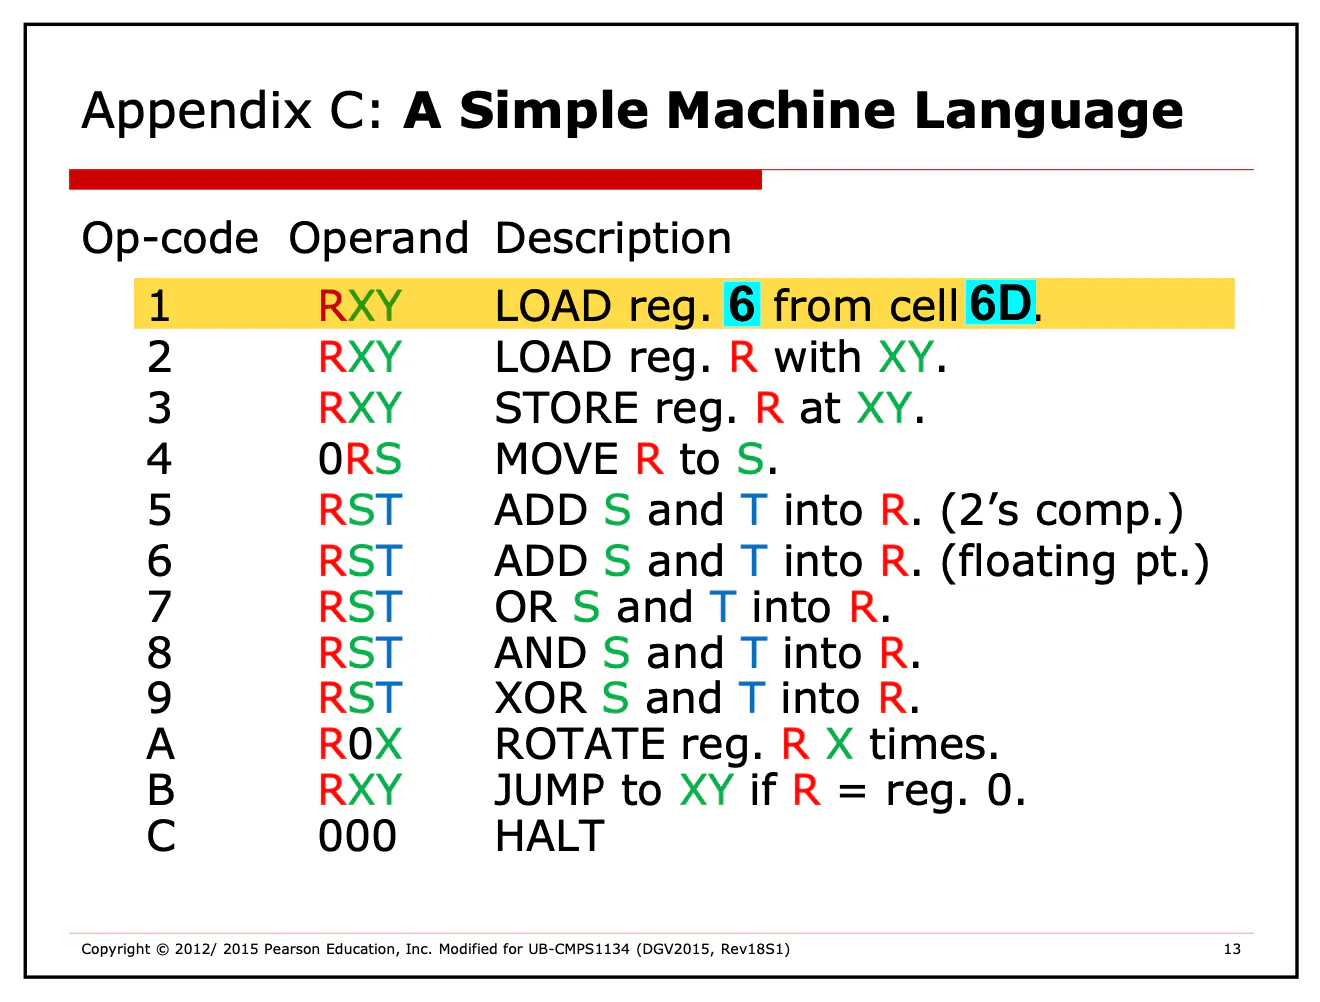 Appendix C: A Simple Machine Language
Op-code Operand Description
1 RXY LOAD reg. 6 from cell 6D.
2 RXY LOAD reg. R with XY.
3 RXY STORE reg. R at XY.
4 0RS MOVE R to S.
5 RST ADD S and T into R. (2’s comp.)
6 RST ADD S and T into R. (floating pt.)
7 RST OR S and T into R.
8 RST AND S and T into R.
9 RST XOR S and T into R.
A R0X ROTATE reg. R X times.
B RXY JUMP to XY if R = reg. 0.
C 000 HALT
Copyright © 2012/ 2015 Pearson Education, Inc. Modified for UB-CMPS1134 (DGV2015, Rev18S1) 13